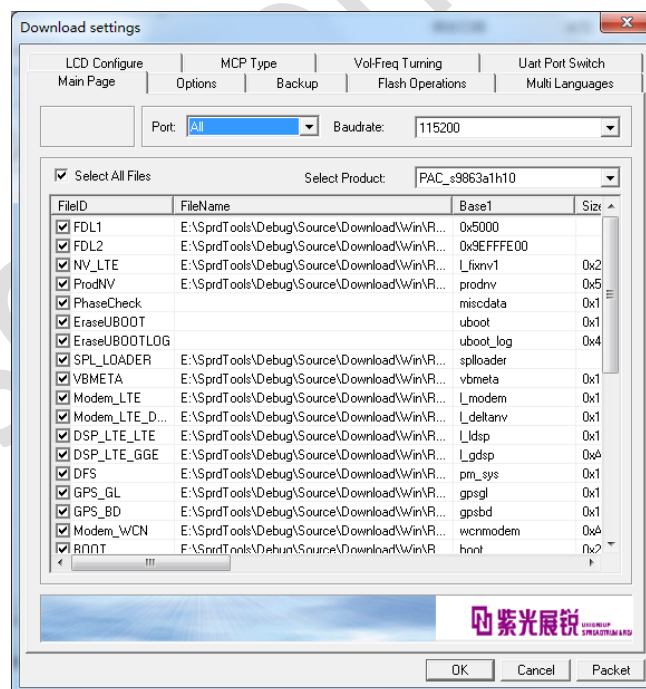 Download settings
LCD Configure MCP Type Vol-Freq Turning Uart Port Switch
Main Page Options Backup Flash Operations Multi Languages
Port: All Baudrate: 115200
Select All Files Select Product: PAC_s9863a1h10
FileID FileName Base1 Size
FDL1 E:\SprdTools\Debug\Source\Download\Win\R... 0x5000
FDL2 E:\SprdTools\Debug\Source\Download\Win\R... 0x9EFFFE00
NV_LTE E:\SprdTools\Debug\Source\Download\Win\R... l_fixnv1 0x2
ProdNV E:\SprdTools\Debug\Source\Download\Win\R... prodnv 0x5
PhaseCheck miscdata 0x1
EraseUBOOT uboot 0x1
EraseUBOOTLOG uboot_log 0x4
SPL_LOADER E:\SprdTools\Debug\Source\Download\Win\R... splloader
VBMETA E:\SprdTools\Debug\Source\Download\Win\R... vbmeta 0x1
Modem_LTE E:\SprdTools\Debug\Source\Download\Win\R... l_modem 0x1
Modem_LTE_D... E:\SprdTools\Debug\Source\Download\Win\R... l_deltanv 0x1
DSP_LTE_LTE E:\SprdTools\Debug\Source\Download\Win\R... l_ldsp 0x1
DSP_LTE_GGE E:\SprdTools\Debug\Source\Download\Win\R... l_gdsp 0xA
DFS E:\SprdTools\Debug\Source\Download\Win\R... pm_sys 0x1
GPS_GL E:\SprdTools\Debug\Source\Download\Win\R... gpsgl 0x1
GPS_BD E:\SprdTools\Debug\Source\Download\Win\R... gpsbd 0x1
Modem_WCN E:\SprdTools\Debug\Source\Download\Win\R... wcnmodem 0xA
BOOT E:\SprdTools\Debug\Source\Download\Win\R... boot 0x2
紫光展锐 UNIGROUP
OK Cancel Packet